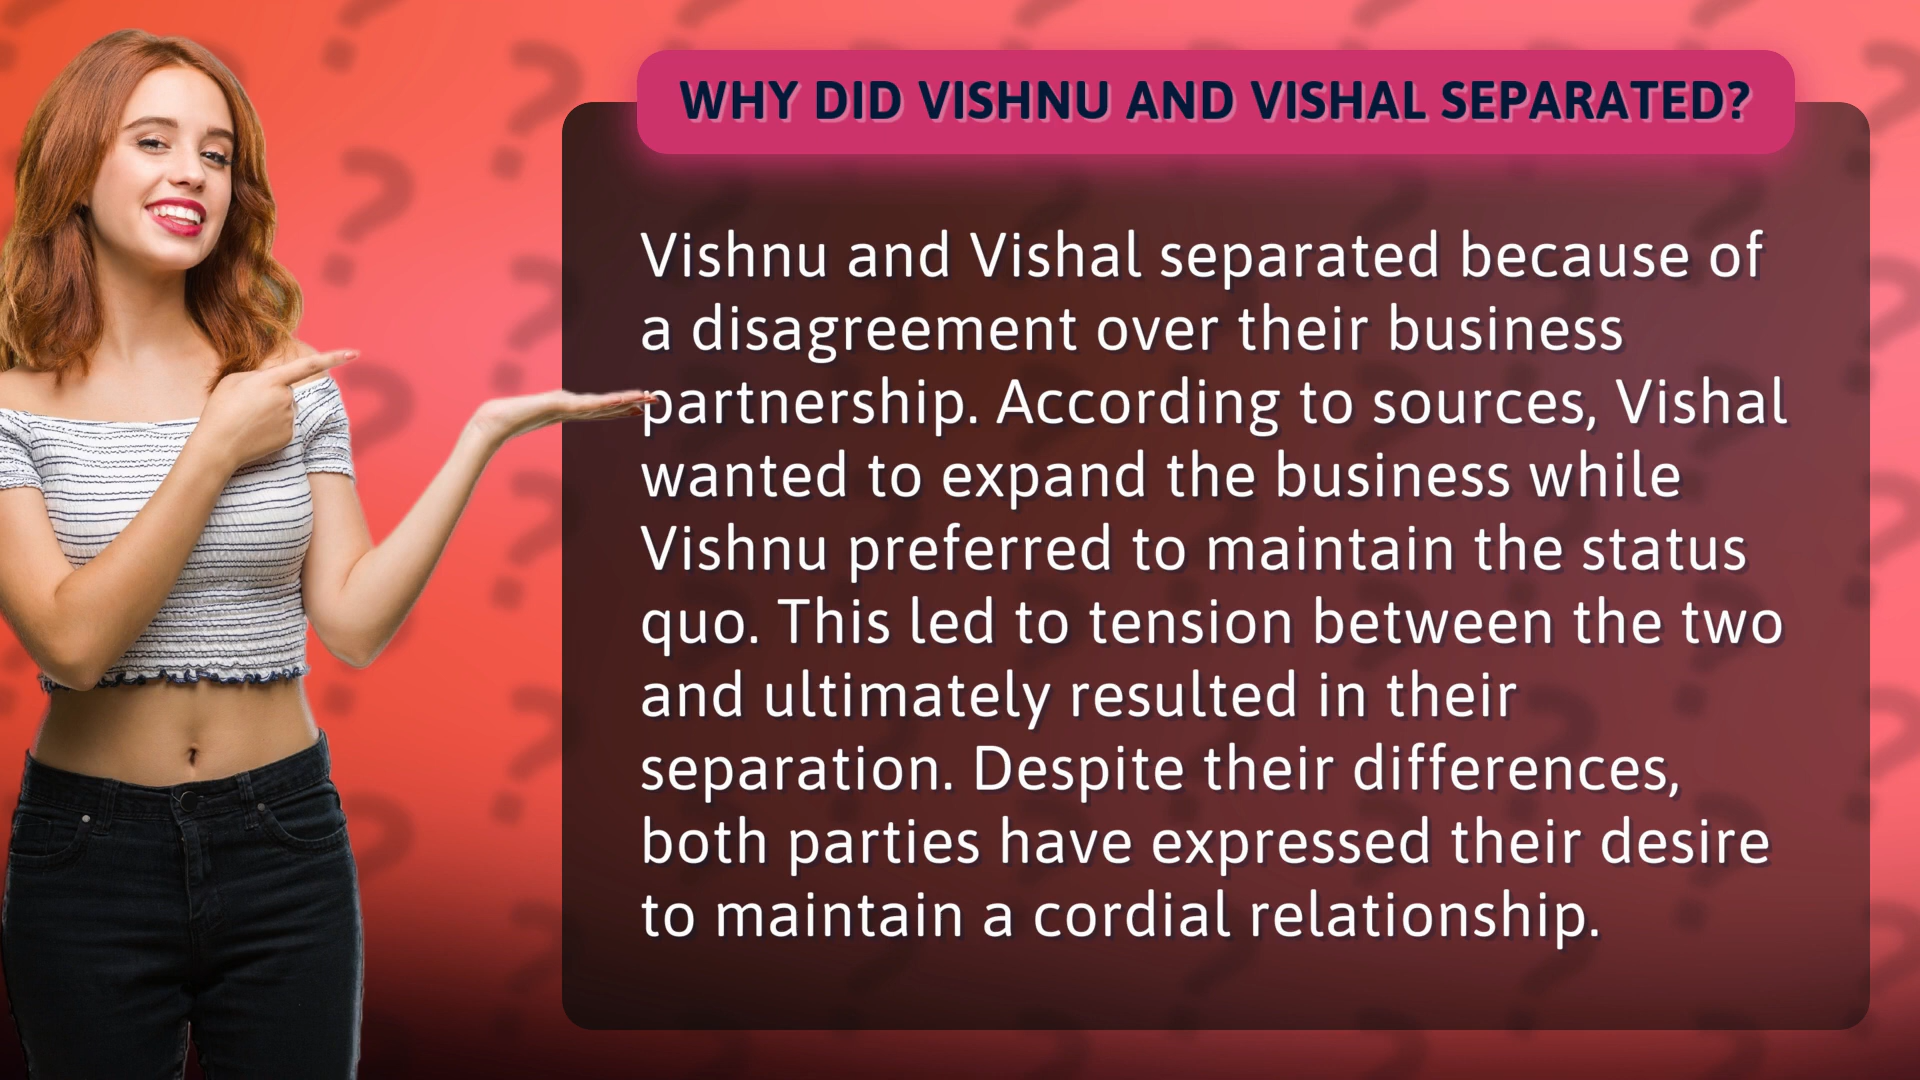 WHY DID VISHNU AND VISHAL SEPARATED?
Vishnu and Vishal separated because of
a disagreement over their business
partnership. According to sources, Vishal
wanted to expand the business while
Vishnu preferred to maintain the status
quo. This led to tension between the two
and ultimately resulted in their
separation. Despite their differences,
both parties have expressed their desire
to maintain a cordial relationship.